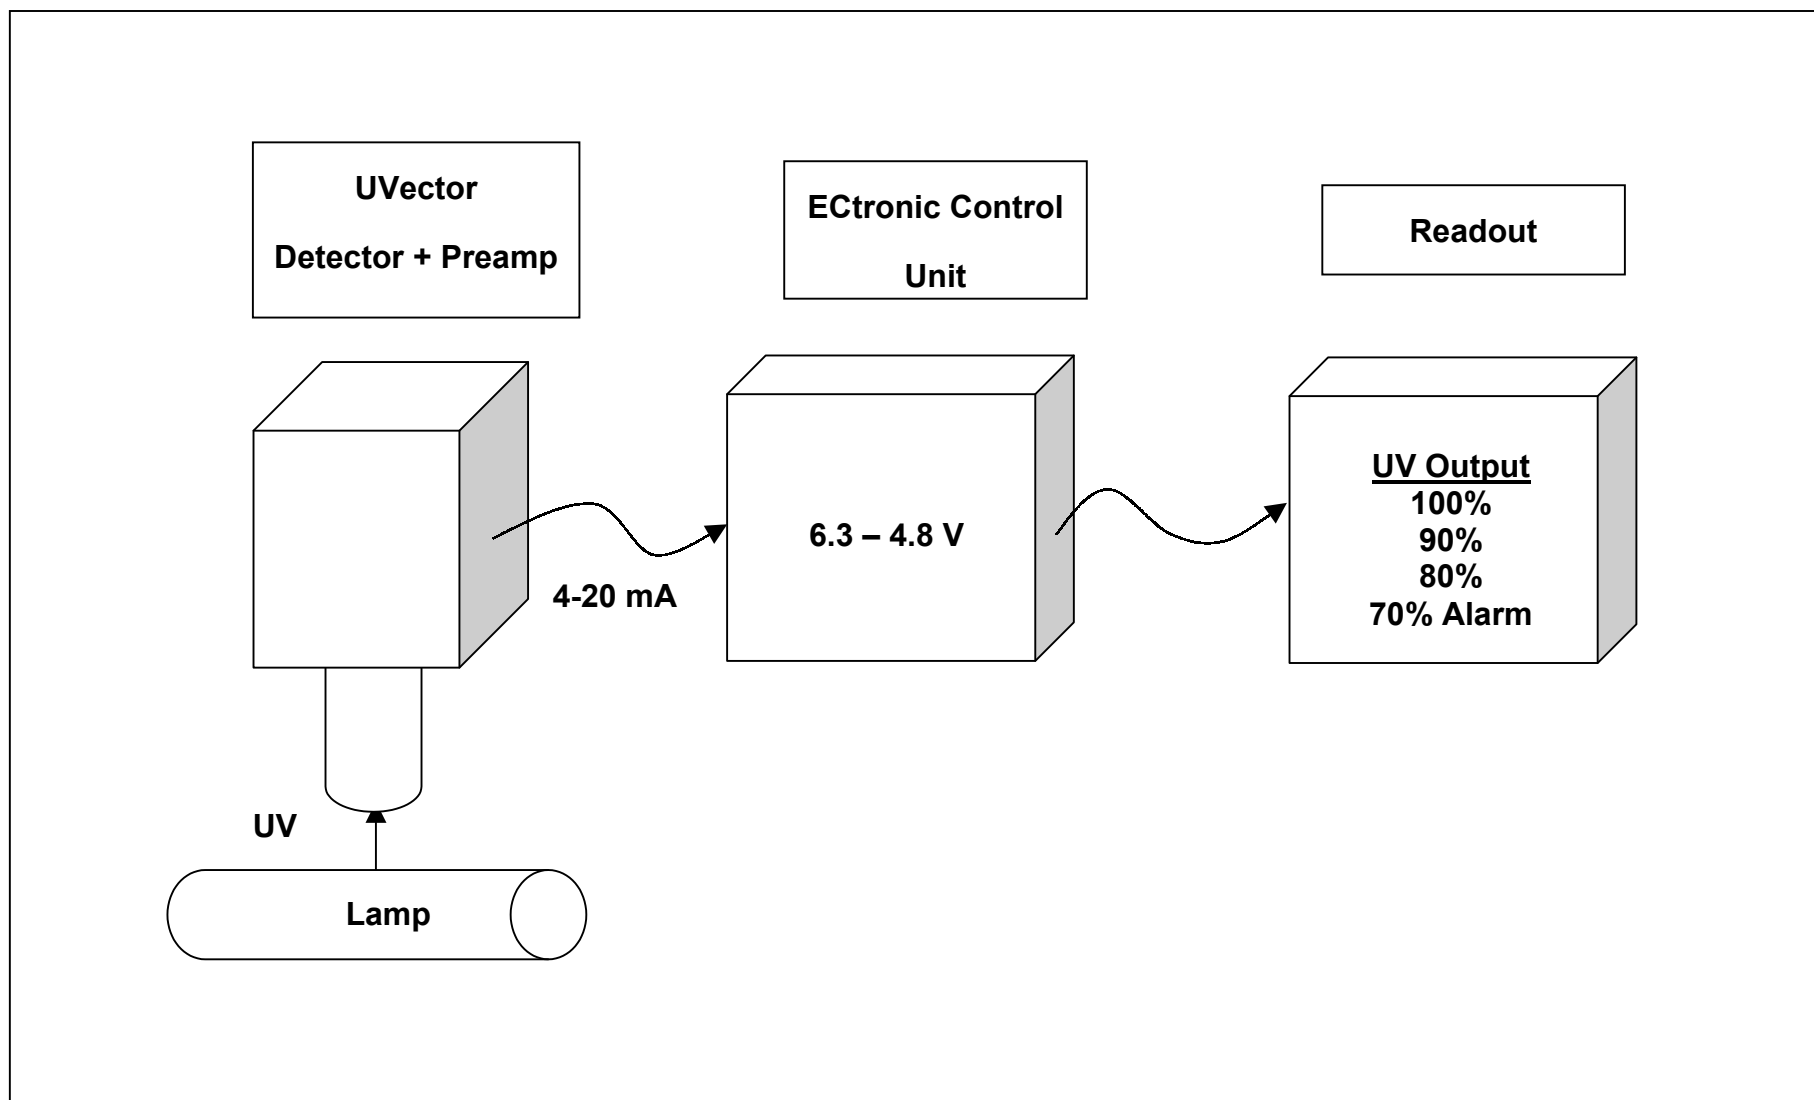 UVector
Detector + Preamp
ECtronic Control
Unit
Readout
6.3 – 4.8 V
4-20 mA
UV Output
100%
90%
80%
70% Alarm
UV
Lamp